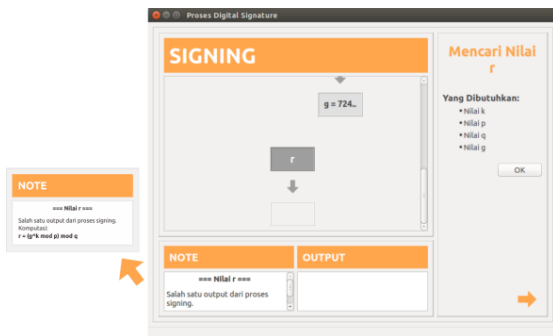 Proses Digital Signature
SIGNING
g = 724..
r
Mencari Nilai
r
Yang Dibutuhkan:
• Nilai k
• Nilai p
• Nilai q
• Nilai g
OK
NOTE
=== Nilai r ===
Salah satu output dari proses signing.
Komputasi:
r = (g^k mod p) mod q
NOTE
=== Nilai r ===
Salah satu output dari proses
signing.
OUTPUT